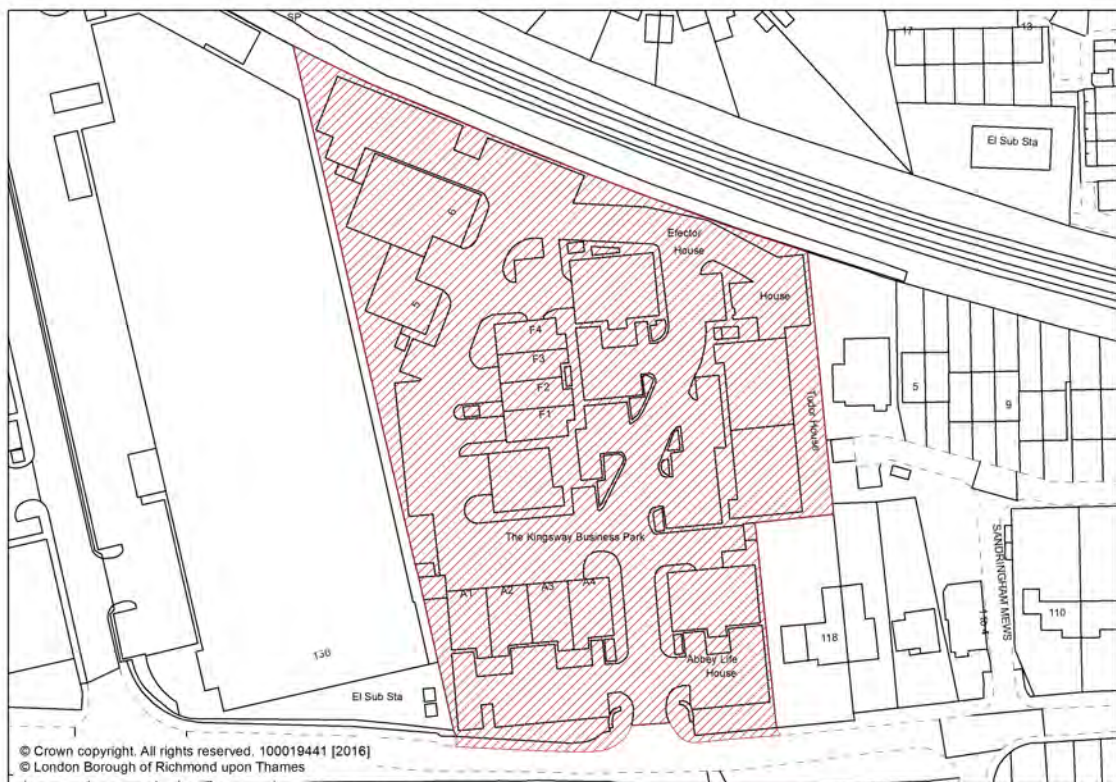 SP
17
13
El Sub Sta
6
Efector
House
House
5
F4
F3
F2
F1
5
9
Tudor House
The Kingsway Business Park
A1
A2
A3
A4
SANDRINGHAM MEWS
118
110
Abbey Life
House
130
El Sub Sta
© Crown copyright. All rights reserved. 100019441 [2016]
© London Borough of Richmond upon Thames